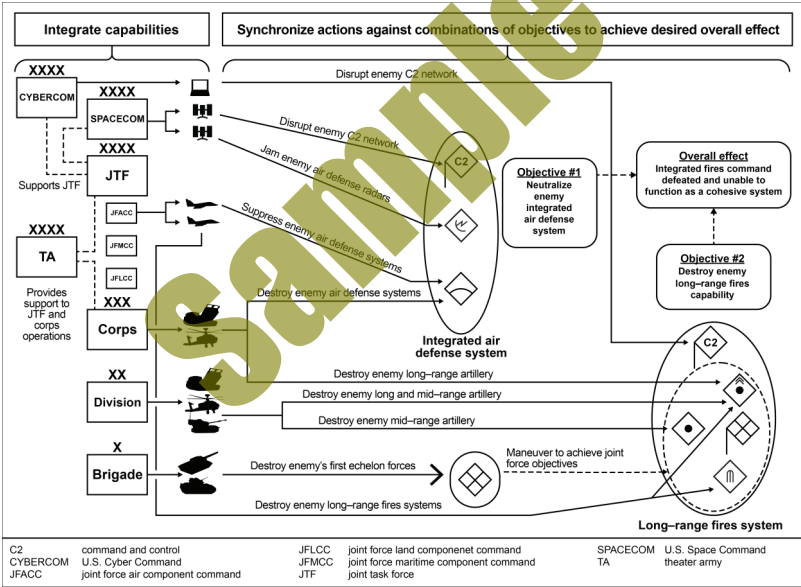 Integrate capabilities
Synchronize actions against combinations of objectives to achieve desired overall effect
XXXX
CYBERCOM
XXXX
SPACECOM
XXXX
JTF
Supports JTF
JFACC
JFMCC
JFLCC
XXXX
TA
Provides
support to
JTF and
corps
operations
XXX
Corps
XX
Division
X
Brigade
Disrupt enemy C2 network
Disrupt enemy C2 network
Jam enemy air defense radars
Suppress enemy air defense systems
Destroy enemy air defense systems
C2
Integrated air
defense system
Objective #1
Neutralize
enemy
integrated
air defense
system
Overall effect
Integrated fires command
defeated and unable to
function as a cohesive system
Objective #2
Destroy enemy
long–range fires
capability
Destroy enemy long–range artillery
Destroy enemy long and mid–range artillery
Destroy enemy mid–range artillery
Destroy enemy's first echelon forces
Maneuver to achieve joint
force objectives
Destroy enemy long–range fires systems
C2
Long–range fires system
C2 command and control
CYBERCOM U.S. Cyber Command
JFACC joint force air component command
JFLCC joint force land componenet command
JFMCC joint force maritime component command
JTF joint task force
SPACECOM U.S. Space Command
TA theater army
Sample